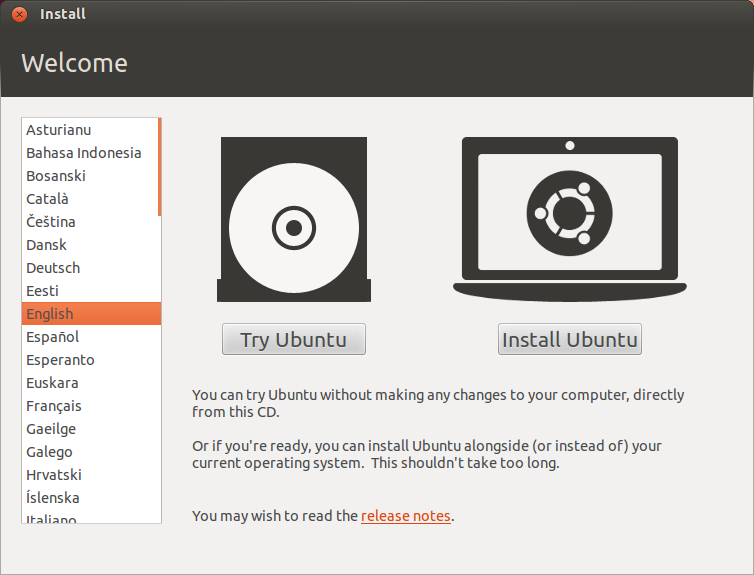 Install
Welcome
Asturianu
Bahasa Indonesia
Bosanski
Català
Čeština
Dansk
Deutsch
Eesti
English
Español
Esperanto
Euskara
Français
Gaeilge
Galego
Hrvatski
Íslenska
Italiano
Try Ubuntu
Install Ubuntu
You can try Ubuntu without making any changes to your computer, directly
from this CD.
Or if you're ready, you can install Ubuntu alongside (or instead of) your
current operating system.  This shouldn't take too long.
You may wish to read the release notes.